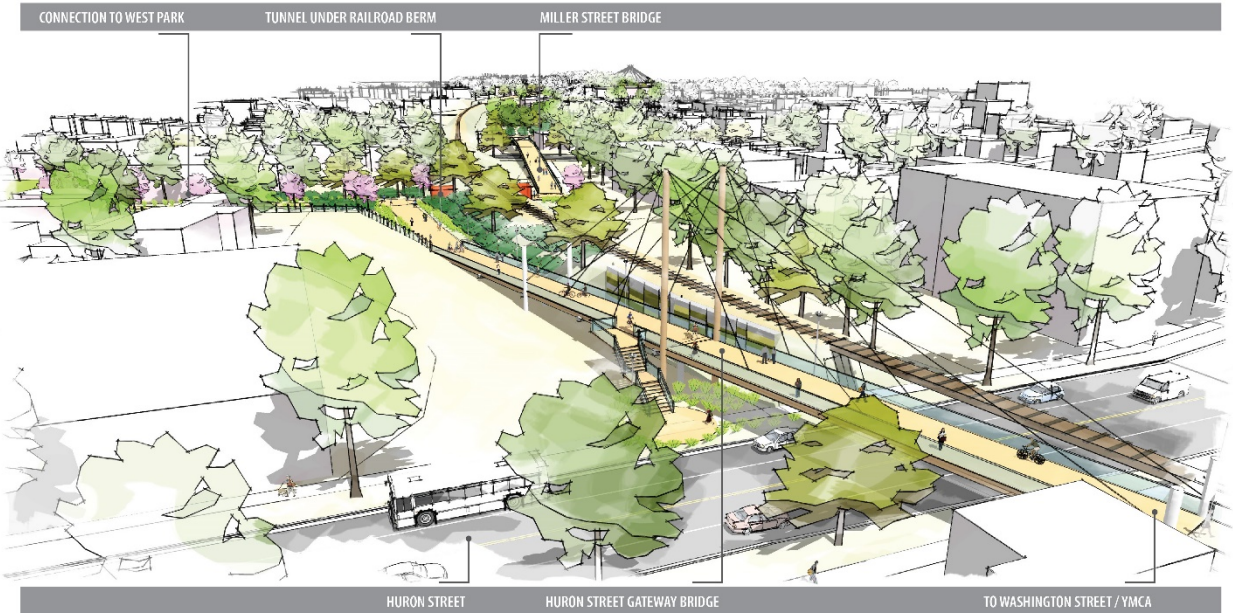 CONNECTION TO WEST PARK
TUNNEL UNDER RAILROAD BERM
MILLER STREET BRIDGE
HURON STREET
HURON STREET GATEWAY BRIDGE
TO WASHINGTON STREET / YMCA